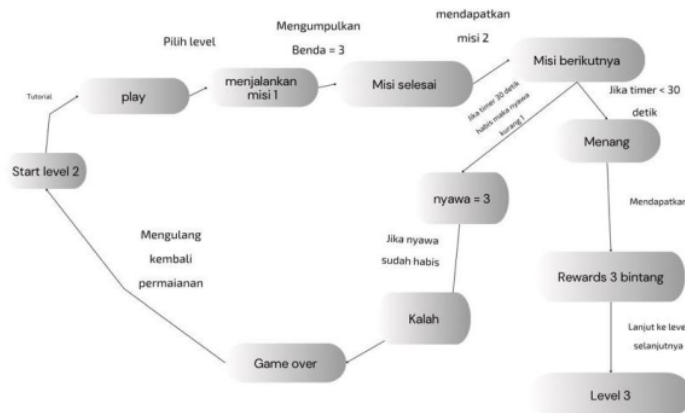 Tutorial
play
Pilih level
menjalankan
misi 1
Mengumpulkan
Benda = 3
Misi selesai
mendapatkan
misi 2
Misi berikutnya
Jika timer 30 detik
habis maka nyawa
kurang 1
Jika timer < 30
detik
Menang
Start level 2
nyawa = 3
Mendapatkan
Mengulang
kembali
permaianan
Jika nyawa
sudah habis
Rewards 3 bintang
Kalah
Lanjut ke level
selanjutnya
Game over
Level 3